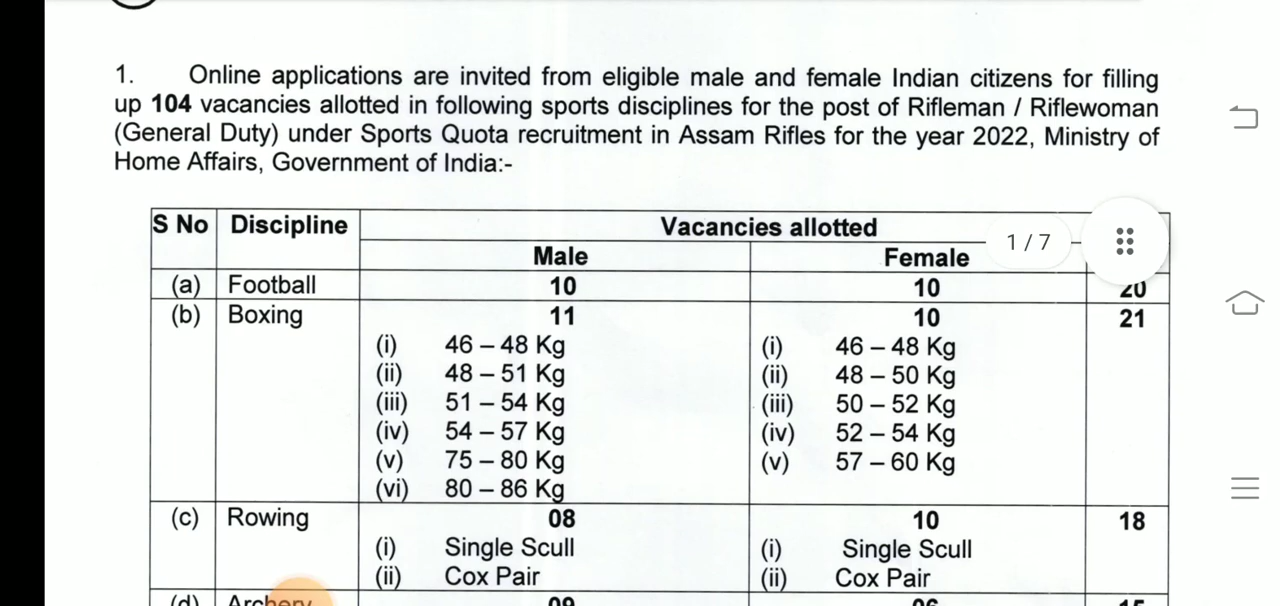 1. Online applications are invited from eligible male and female Indian citizens for filling
up 104 vacancies allotted in following sports disciplines for the post of Rifleman / Riflewoman
(General Duty) under Sports Quota recruitment in Assam Rifles for the year 2022, Ministry of
Home Affairs, Government of India:-
S No Discipline Vacancies allotted
Male Female
1 / 7
(a) Football 10 10 20
(b) Boxing 11 10 21
(i) 46 – 48 Kg (i) 46 – 48 Kg
(ii) 48 – 51 Kg (ii) 48 – 50 Kg
(iii) 51 – 54 Kg (iii) 50 – 52 Kg
(iv) 54 – 57 Kg (iv) 52 – 54 Kg
(v) 75 – 80 Kg (v) 57 – 60 Kg
(vi) 80 – 86 Kg
(c) Rowing 08 10 18
(i) Single Scull (i) Single Scull
(ii) Cox Pair (ii) Cox Pair
(d) Archery 09 06 15